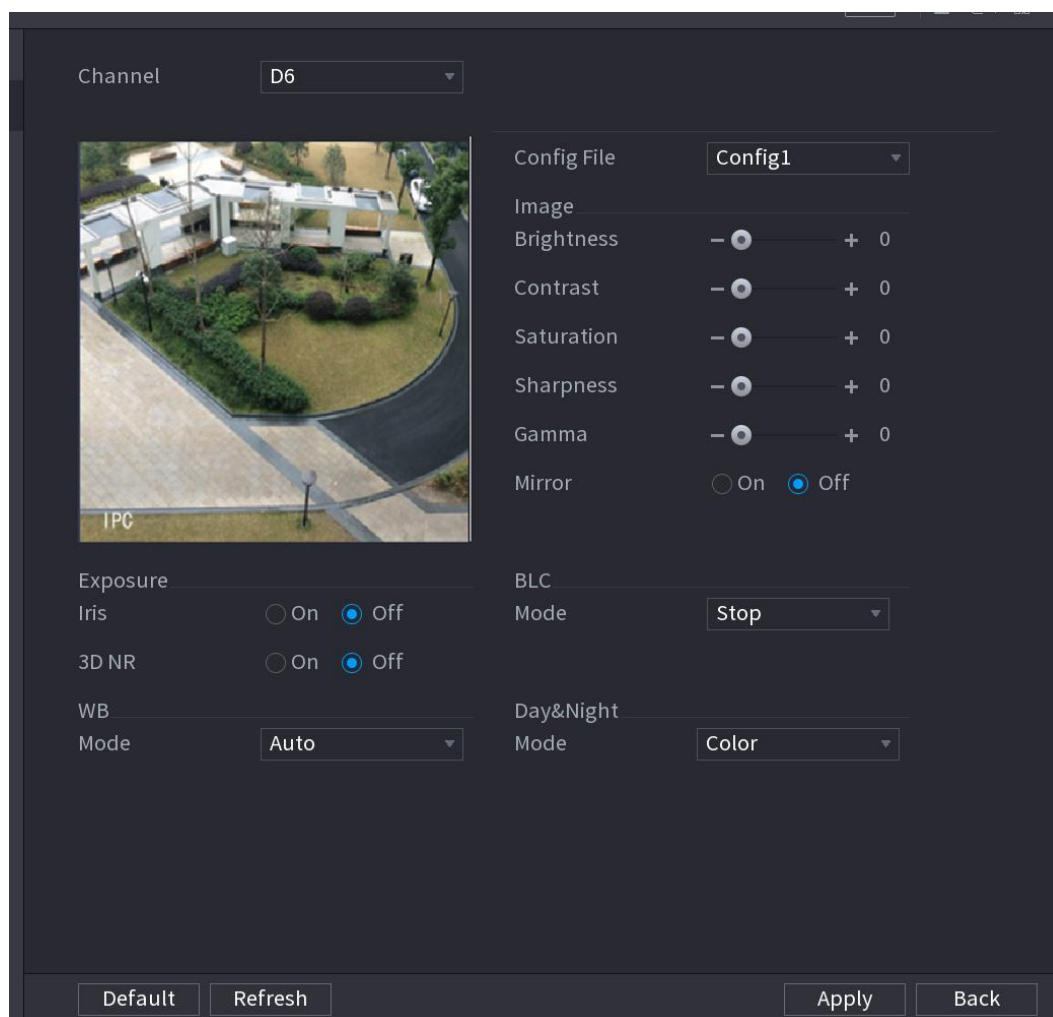 Channel D6
Config File Config1
Image
Brightness - + 0
Contrast - + 0
Saturation - + 0
Sharpness - + 0
Gamma - + 0
Mirror On Off
IPC
Exposure BLC
Iris On Off Mode Stop
3D NR On Off
WB Day&Night
Mode Auto Mode Color
Default Refresh Apply Back